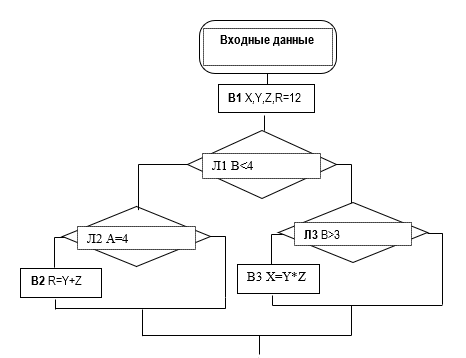 Входные данные
В1 X,Y,Z,R=12
Л1 В<4
Л2 А=4
Л3 В>3
В2 R=Y+Z
В3 X=Y*Z